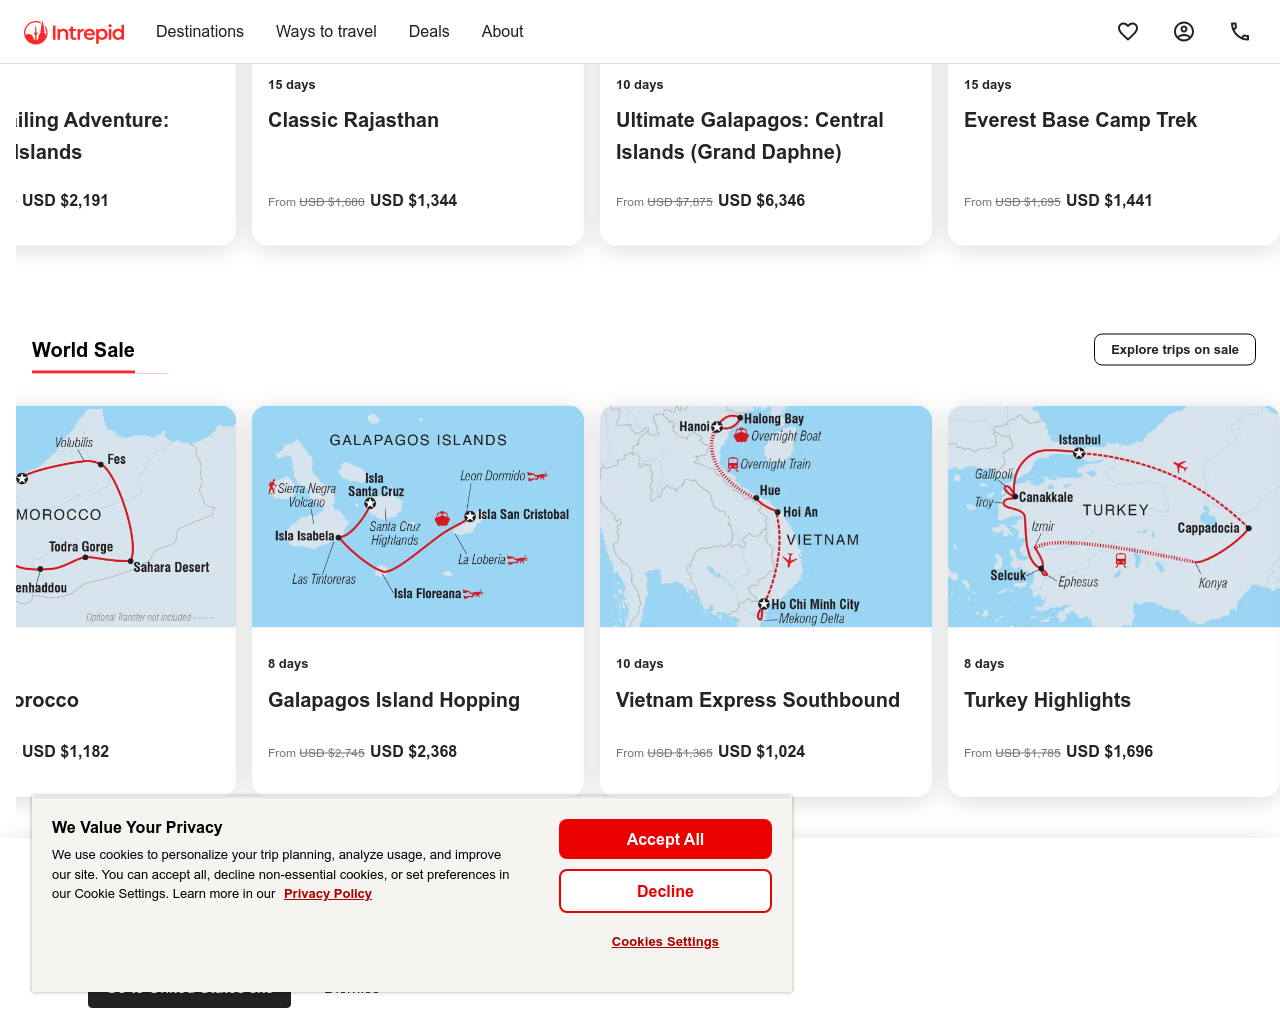 Intrepid
Destinations
Ways to travel
Deals
About
iling Adventure:
Islands
USD $2,191
15 days
Classic Rajasthan
From USD $1,680 USD $1,344
10 days
Ultimate Galapagos: Central
Islands (Grand Daphne)
From USD $7,875 USD $6,346
15 days
Everest Base Camp Trek
From USD $1,695 USD $1,441
World Sale
Explore trips on sale
Volubilis
Fes
MOROCCO
Todra Gorge
Sahara Desert
enhaddou
Optional Transfer not included
orocco
USD $1,182
GALAPAGOS ISLANDS
Leon Dormido
Isla
Santa Cruz
Sierra Negra
Volcano
Isla San Cristobal
Santa Cruz
Highlands
Isla Isabela
La Loberia
Las Tintoreras
Isla Floreana
8 days
Galapagos Island Hopping
From USD $2,745 USD $2,368
Halong Bay
Hanoi
Overnight Boat
Overnight Train
Hue
Hoi An
VIETNAM
Ho Chi Minh City
Mekong Delta
10 days
Vietnam Express Southbound
From USD $1,365 USD $1,024
Istanbul
Gallipoli
Canakkale
Troy
TURKEY
Izmir
Cappadocia
Selcuk
Ephesus
Konya
8 days
Turkey Highlights
From USD $1,785 USD $1,696
We Value Your Privacy
We use cookies to personalize your trip planning, analyze usage, and improve
our site. You can accept all, decline non-essential cookies, or set preferences in
our Cookie Settings. Learn more in our Privacy Policy
Accept All
Decline
Cookies Settings